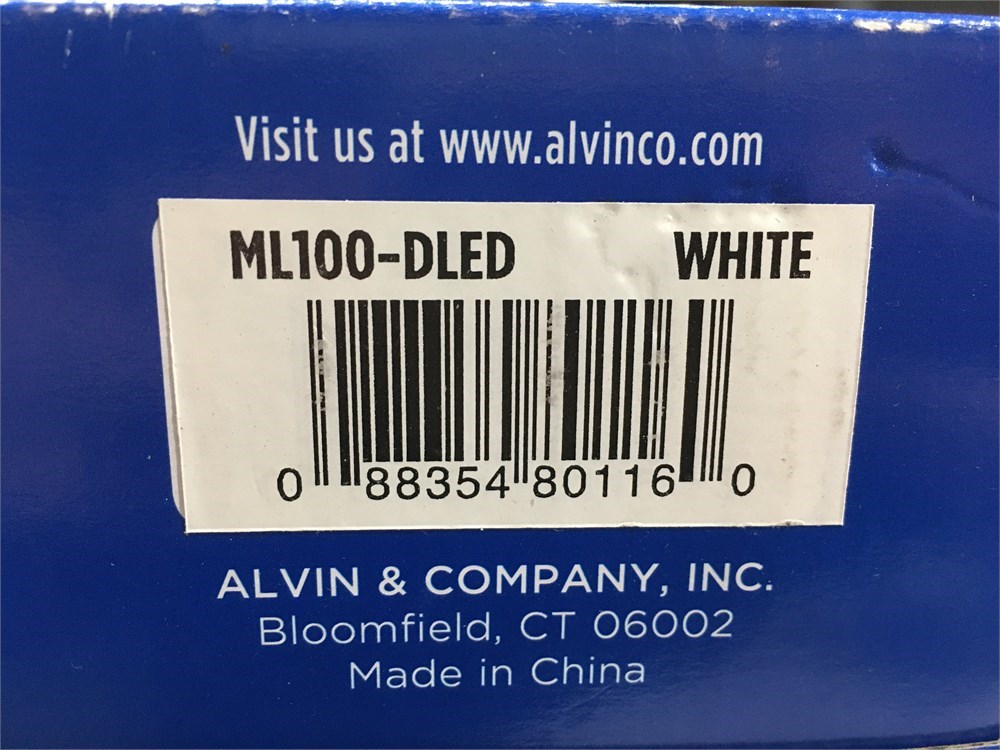 Visit us at www.alvinco.com
ML100-DLED WHITE
0 88354 80116 0
ALVIN & COMPANY, INC.
Bloomfield, CT 06002
Made in China